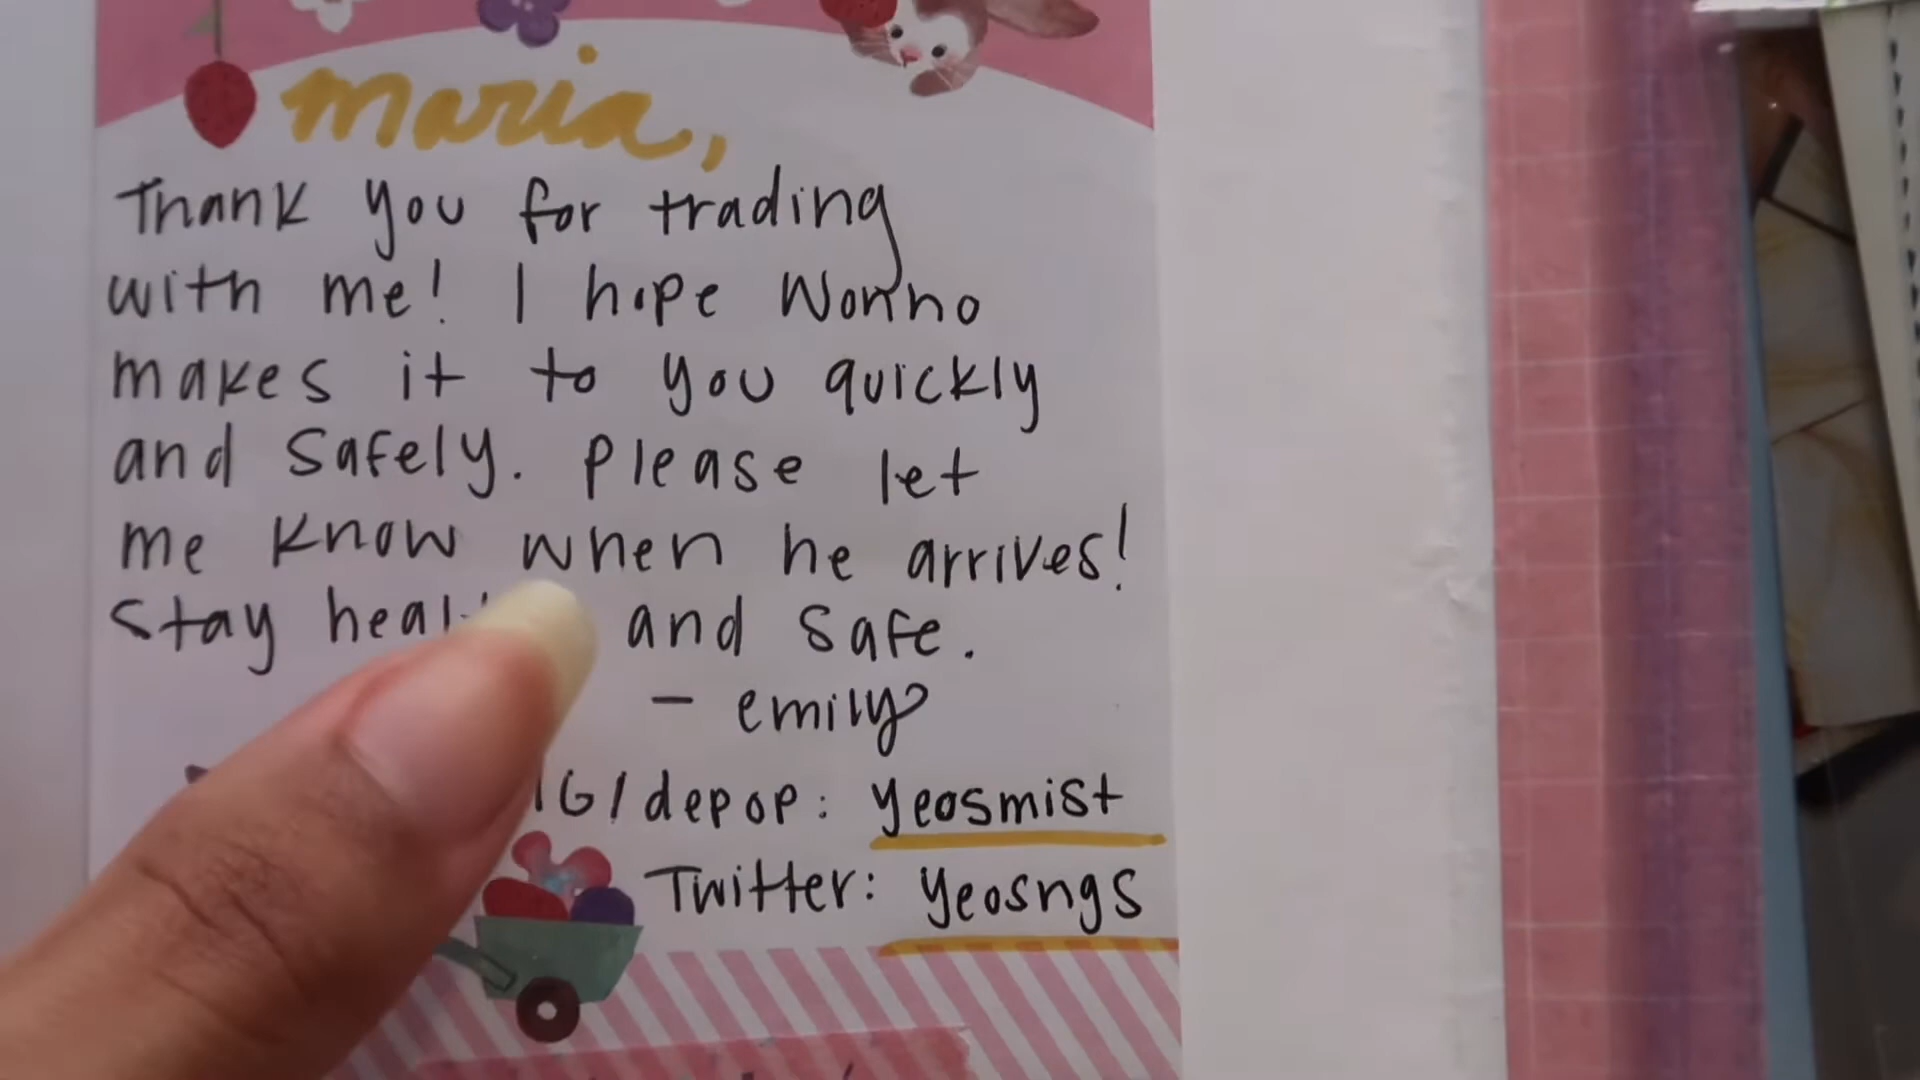 maria,
Thank you for trading
with me! I hope Wonho
makes it to you quickly
and safely. Please let
me know when he arrives!
Stay and safe.
- emily
IG/depop: yeosmist
Twitter: yeosngs